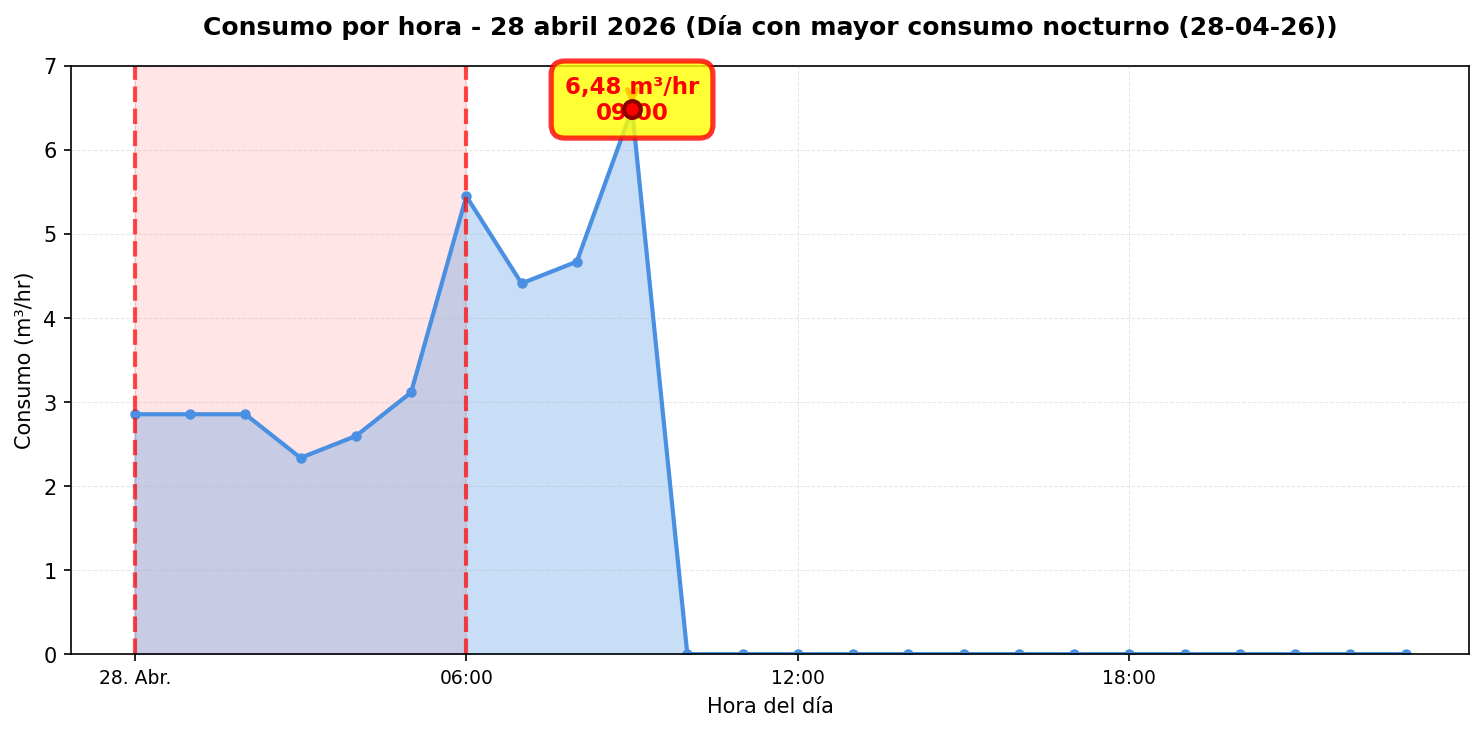 Consumo por hora - 28 abril 2026 (Día con mayor consumo nocturno (28-04-26))
6,48 m³/hr
09:00
Consumo (m³/hr)
7
6
5
4
3
2
1
0
28. Abr.
06:00
12:00
18:00
Hora del día